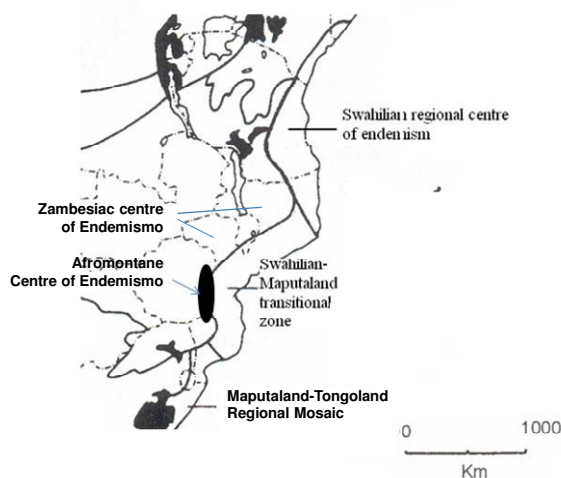 Swahilian regional centre
of endemism
Zambesiac centre
of Endemismo
Afromontane
Centre of Endemismo
Swahilian-
Maputaland
transitional
zone
Maputaland-Tongoland
Regional Mosaic
0 1000
Km